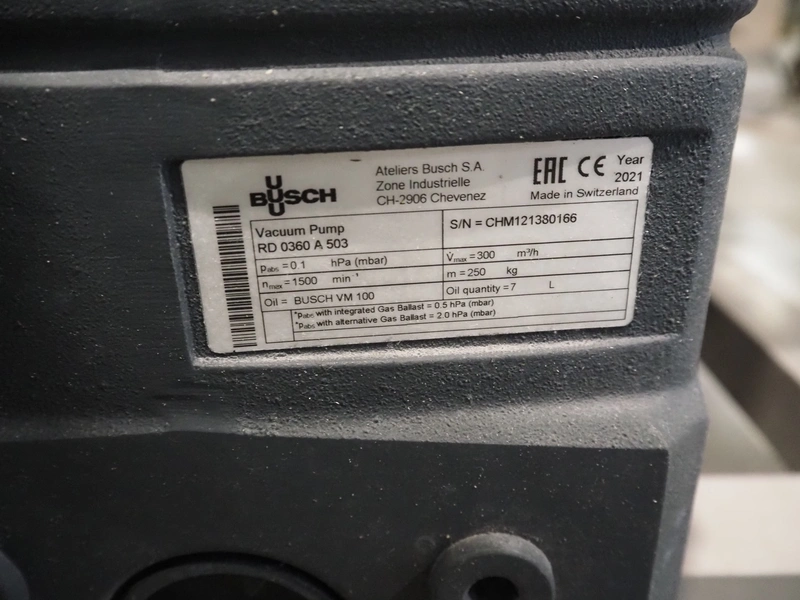 BUSCH
Ateliers Busch S.A.
Zone Industrielle
CH-2906 Chevenez
EAC CE Year
2021
Made in Switzerland
Vacuum Pump
RD 0360 A 503
S/N = CHM121380166
Pabs = 0.1 hPa (mbar)
V̇max = 300 m³/h
nmax = 1500 min⁻¹
m = 250 kg
Oil = BUSCH VM 100
Oil quantity = 7 L
*Pabs with integrated Gas Ballast = 0.5 hPa (mbar)
*Pabs with alternative Gas Ballast = 2.0 hPa (mbar)